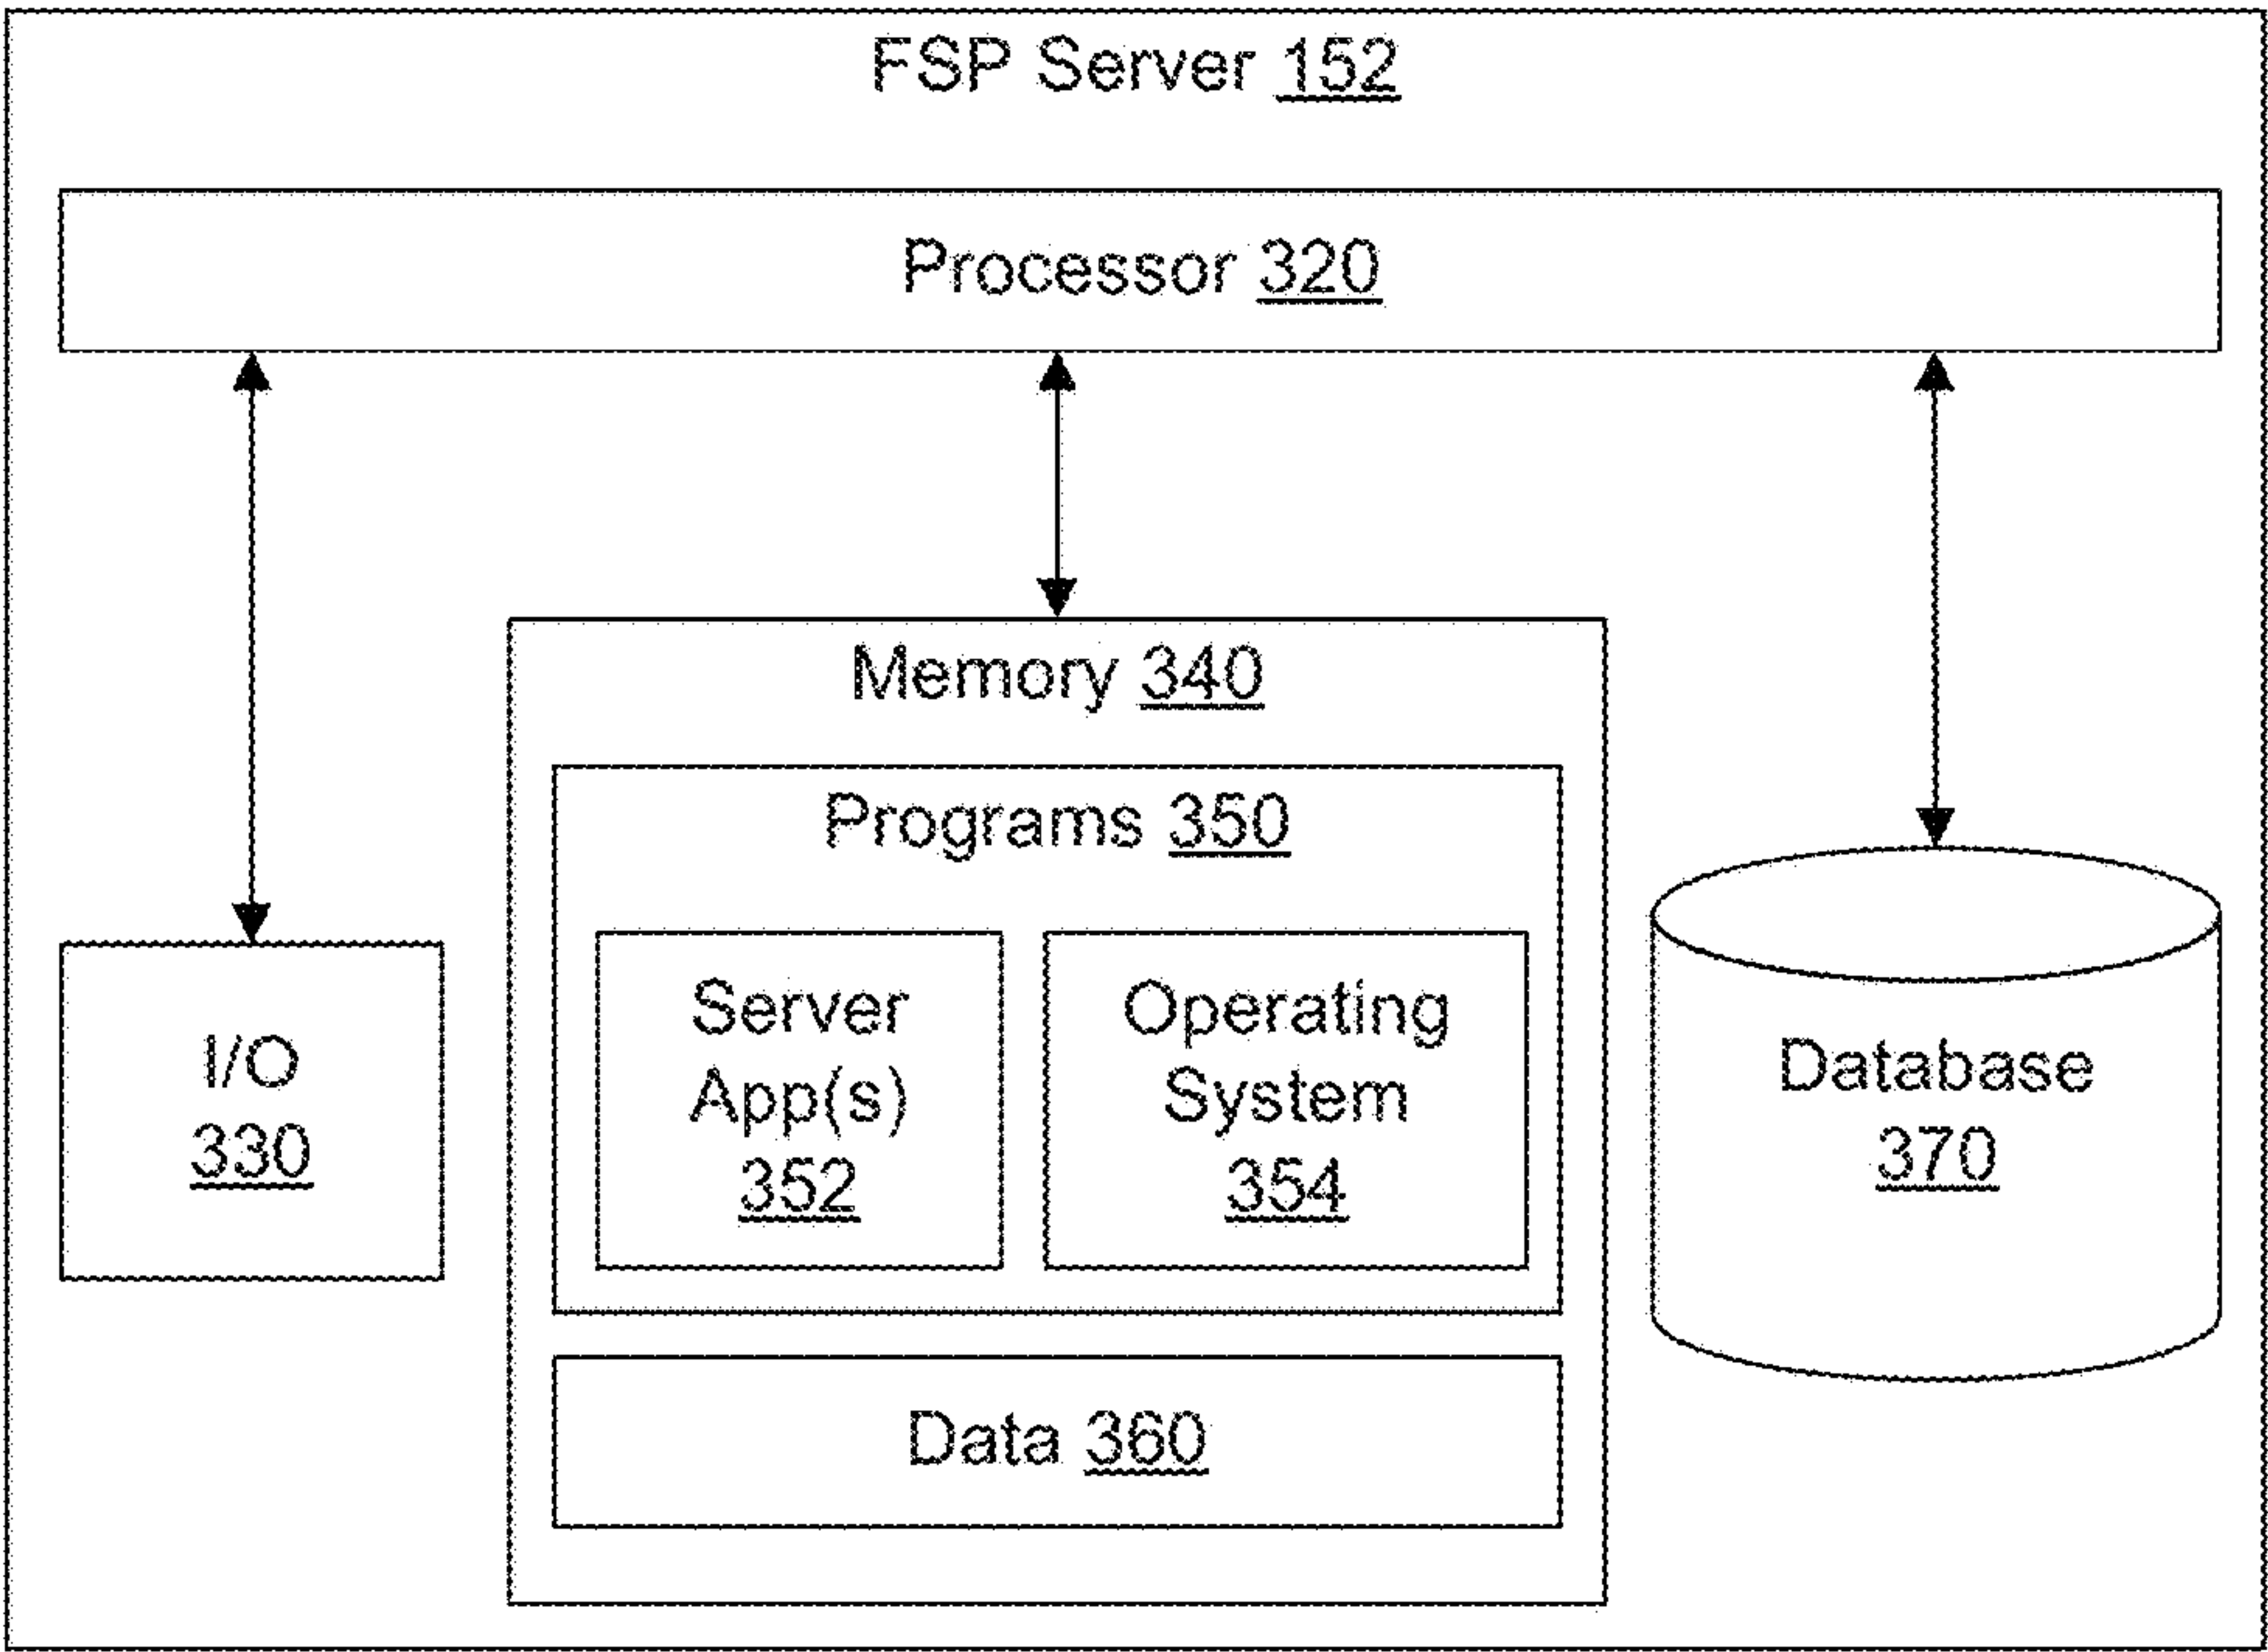 FSP Server 152
Processor 320
Memory 340
Programs 350
Server
App(s)
352
Operating
System
354
I/O
330
Database
370
Data 360